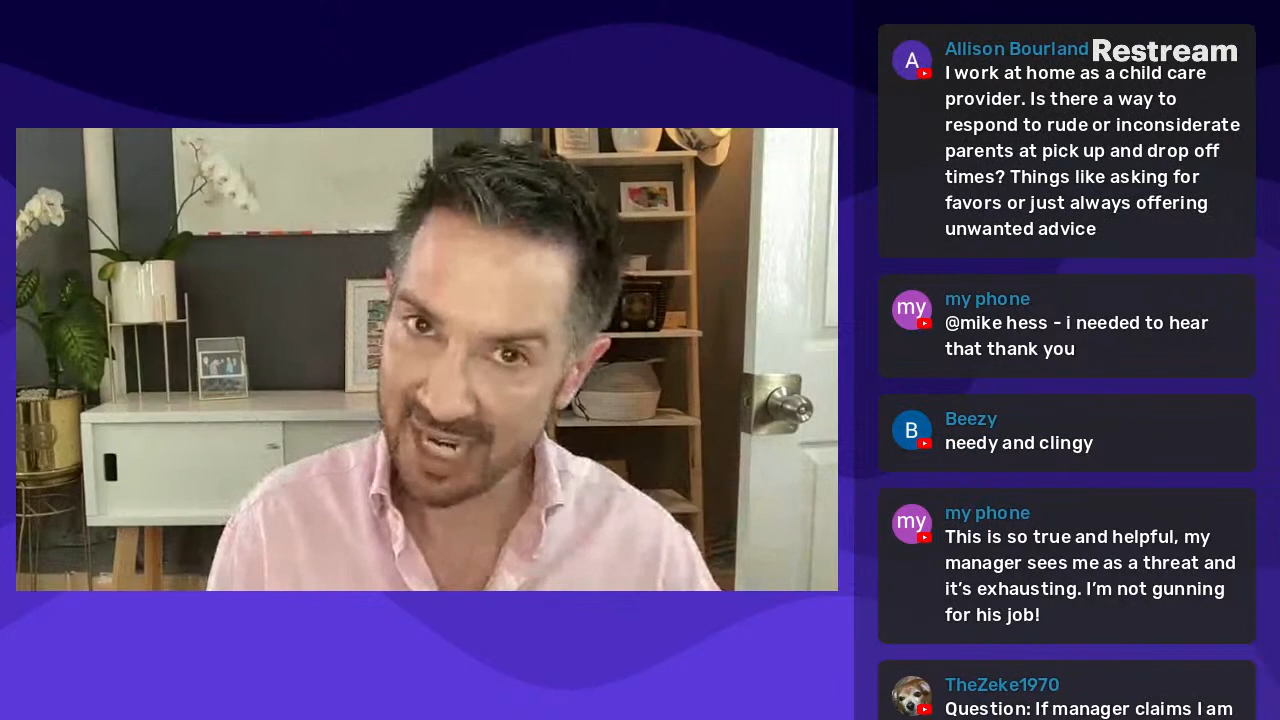 Allison Bourland
Restream
A
I work at home as a child care
provider. Is there a way to
respond to rude or inconsiderate
parents at pick up and drop off
times? Things like asking for
favors or just always offering
unwanted advice
my
my phone
@mike hess - i needed to hear
that thank you
B
Beezy
needy and clingy
my
my phone
This is so true and helpful, my
manager sees me as a threat and
it’s exhausting. I’m not gunning
for his job!
TheZeke1970
Question: If manager claims I am